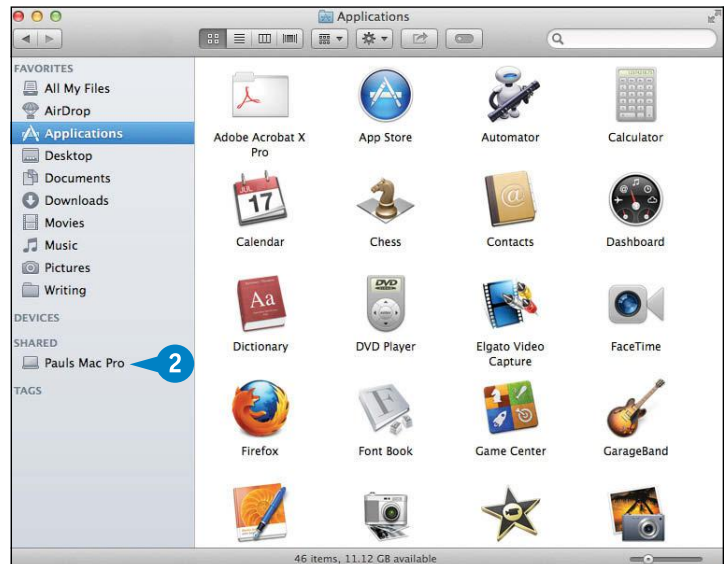 Applications
FAVORITES
All My Files
AirDrop
Applications
Desktop
Documents
Downloads
Movies
Music
Pictures
Writing
DEVICES
SHARED
Pauls Mac Pro
2
TAGS
Adobe Acrobat X
Pro
App Store
Automator
Calculator
JUL
17
Calendar
Chess
@
Contacts
Dashboard
Aa
Dictionary
DVD
DVD Player
Elgato Video
Capture
FaceTime
Firefox
F
Font Book
Game Center
GarageBand
46 items, 11.12 GB available